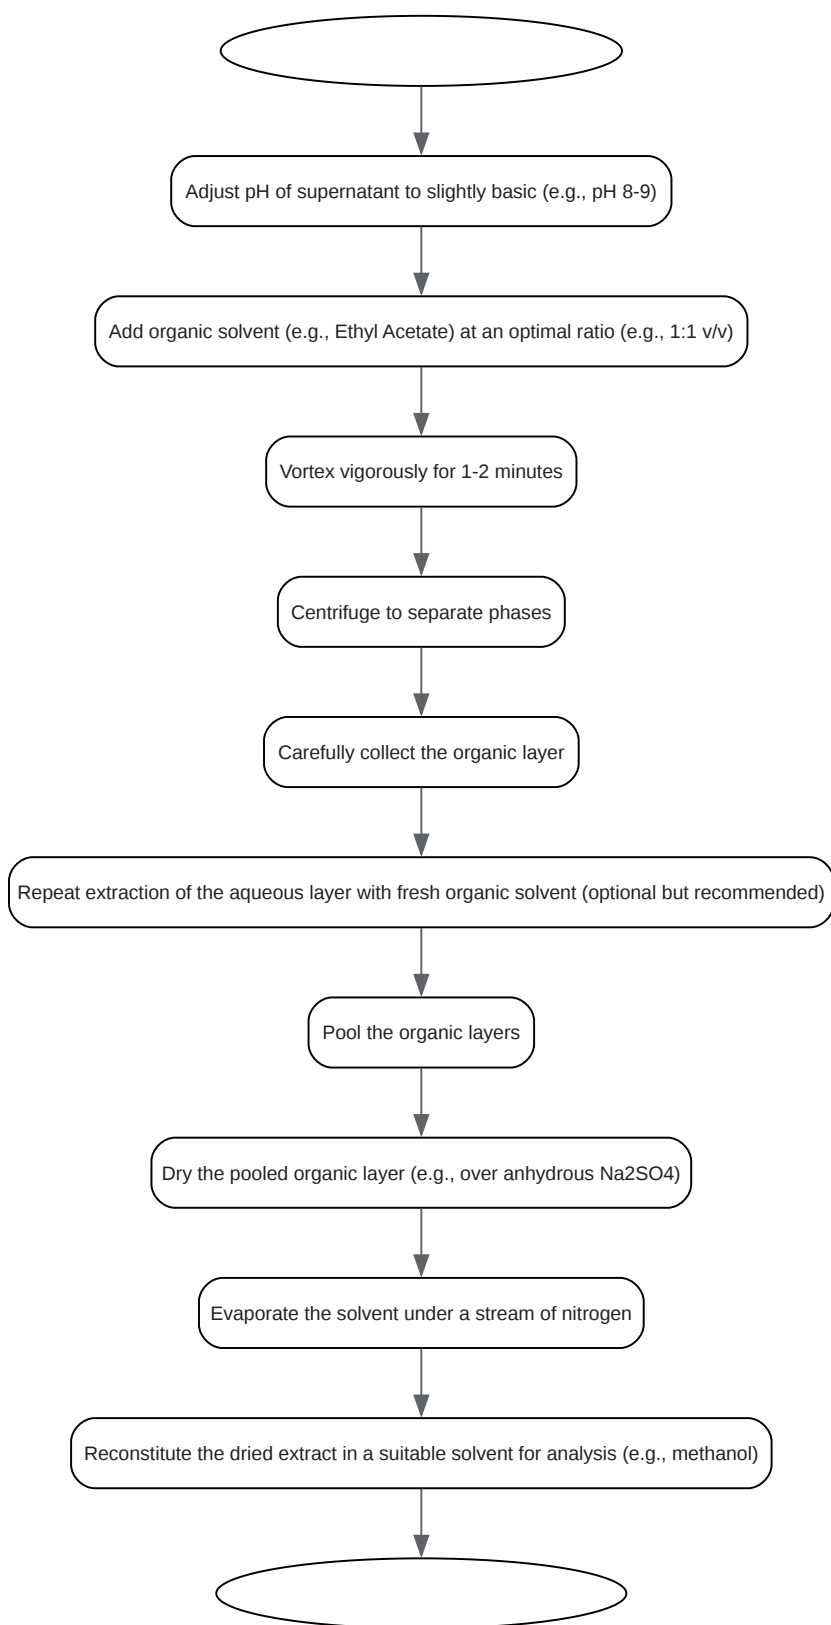 Adjust pH of supernatant to slightly basic (e.g., pH 8-9)
Add organic solvent (e.g., Ethyl Acetate) at an optimal ratio (e.g., 1:1 v/v)
Vortex vigorously for 1-2 minutes
Centrifuge to separate phases
Carefully collect the organic layer
Repeat extraction of the aqueous layer with fresh organic solvent (optional but recommended)
Pool the organic layers
Dry the pooled organic layer (e.g., over anhydrous Na2SO4)
Evaporate the solvent under a stream of nitrogen
Reconstitute the dried extract in a suitable solvent for analysis (e.g., methanol)